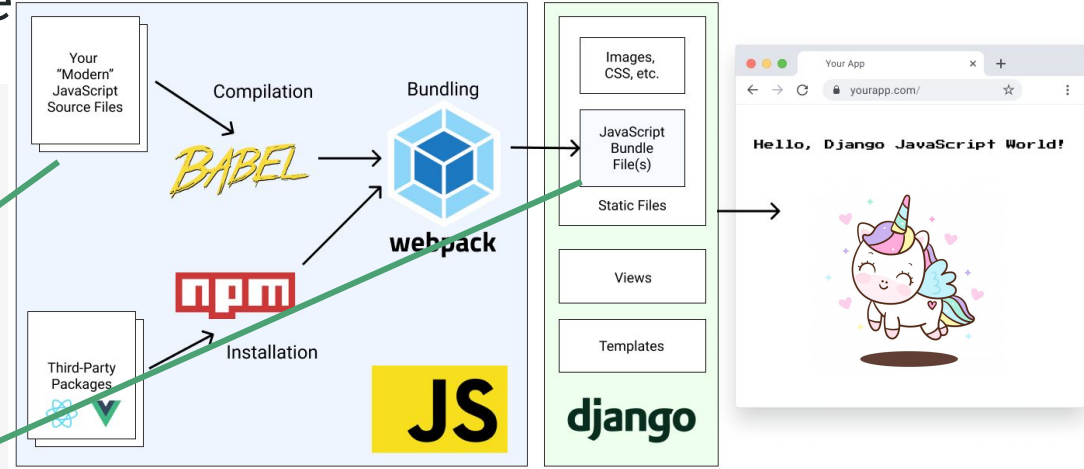 Your
"Modern"
JavaScript
Source Files
Compilation
BABEL
Bundling
webpack
npm
Installation
Third-Party
Packages
JS
Images,
CSS, etc.
JavaScript
Bundle
File(s)
Static Files
Views
Templates
django
Your App
yourapp.com/
Hello, Django JavaScript World!